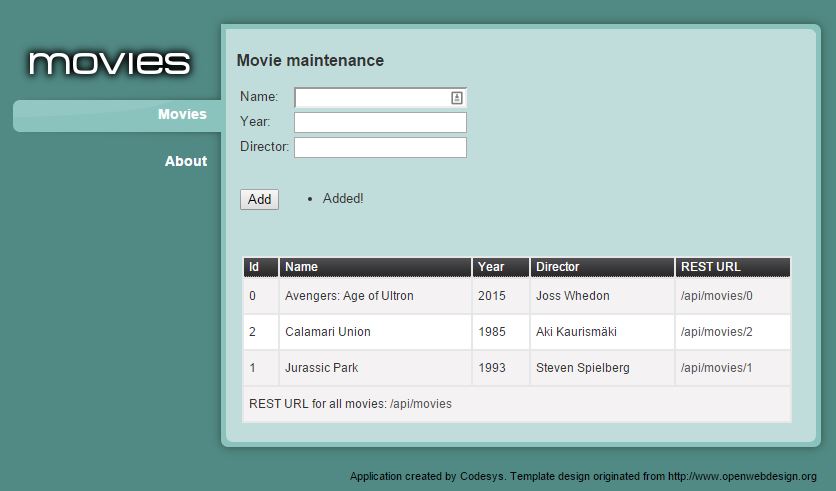 movies
Movies
About
Movie maintenance
Name:
Year:
Director:
Add
• Added!
Id Name Year Director REST URL
0 Avengers: Age of Ultron 2015 Joss Whedon /api/movies/0
2 Calamari Union 1985 Aki Kaurismäki /api/movies/2
1 Jurassic Park 1993 Steven Spielberg /api/movies/1
REST URL for all movies: /api/movies
Application created by Codesys. Template design originated from http://www.openwebdesign.org